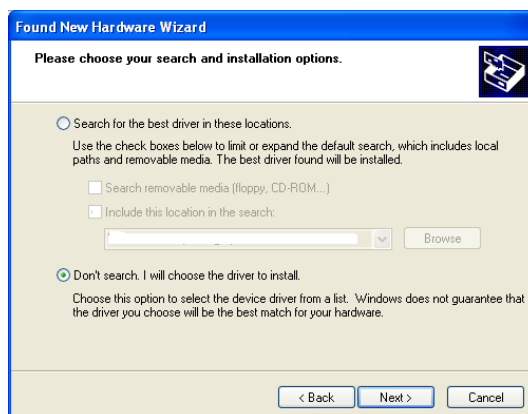 Found New Hardware Wizard
Please choose your search and installation options.
Search for the best driver in these locations.
Use the check boxes below to limit or expand the default search, which includes local
paths and removable media. The best driver found will be installed.
Search removable media (floppy, CD-ROM...)
Include this location in the search:
Browse
Don't search. I will choose the driver to install.
Choose this option to select the device driver from a list. Windows does not guarantee that
the driver you choose will be the best match for your hardware.
< Back Next > Cancel